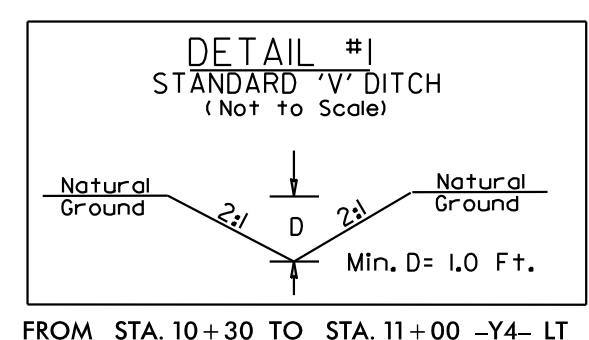 DETAIL #1
STANDARD 'V' DITCH
(Not to Scale)
Natural
Ground
2:1
D
2:1
Natural
Ground
Min. D= 1.0 Ft.
FROM STA. 10+30 TO STA. 11+00 -Y4- LT